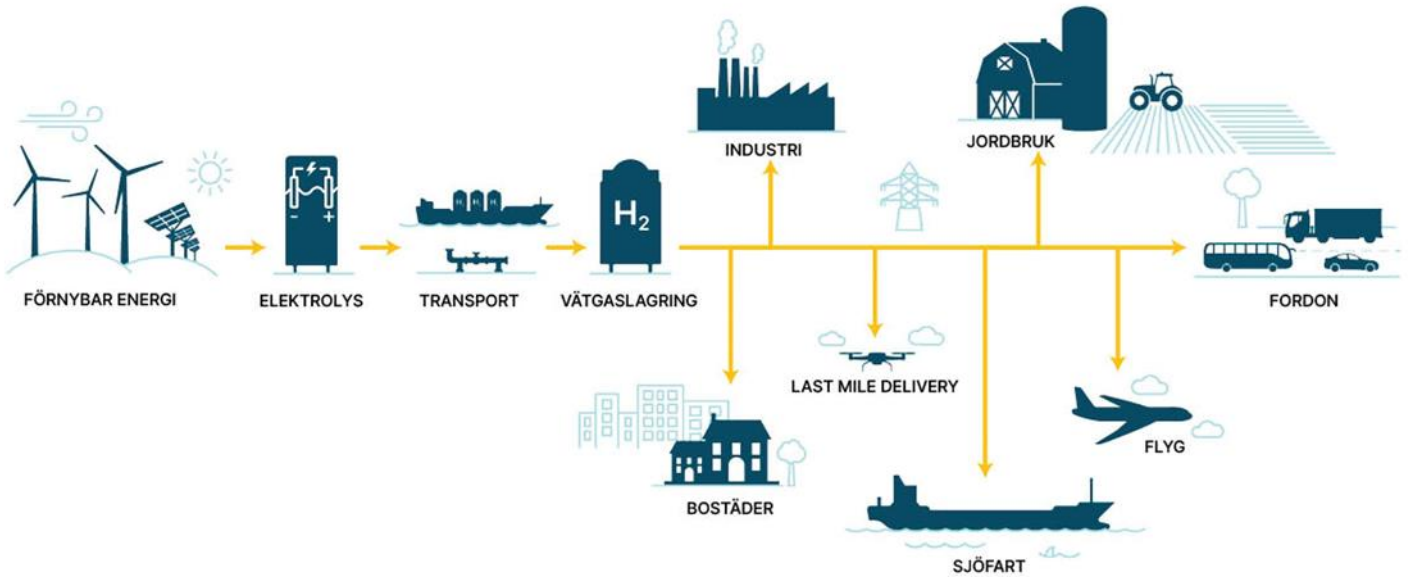 INDUSTRI
JORDBRUK
H₂
- +
FÖRNYBAR ENERGI
ELEKTROLYS
TRANSPORT
VÄTGASLAGRING
FORDON
LAST MILE DELIVERY
FLYG
BOSTÄDER
SJÖFART